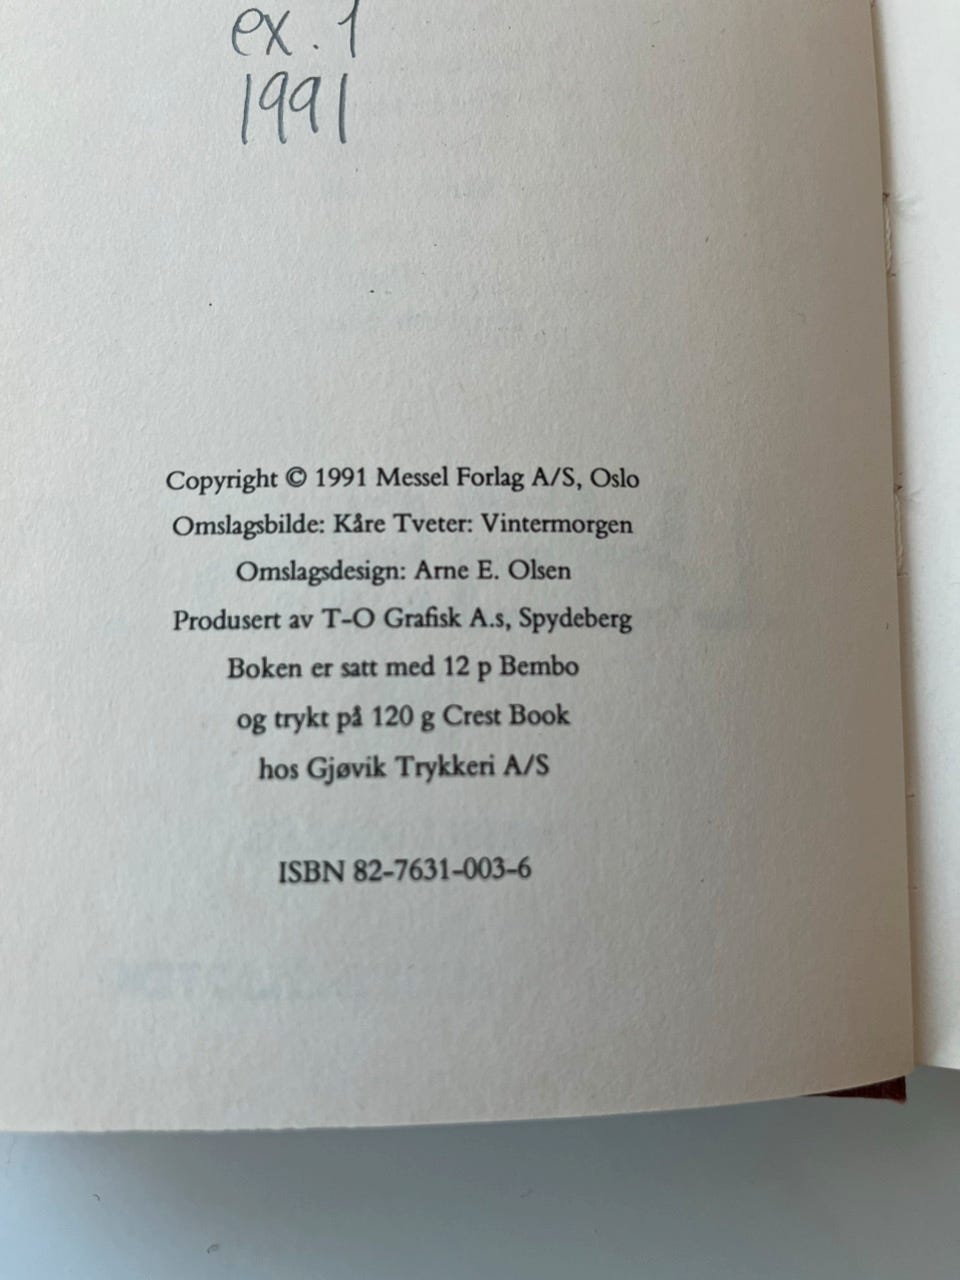 ex. 1
1991
Copyright © 1991 Messel Forlag A/S, Oslo
Omslagsbilde: Kåre Tveter: Vintermorgen
Omslagsdesign: Arne E. Olsen
Produsert av T-O Grafisk A.s, Spydeberg
Boken er satt med 12 p Bembo
og trykt på 120 g Crest Book
hos Gjøvik Trykkeri A/S
ISBN 82-7631-003-6